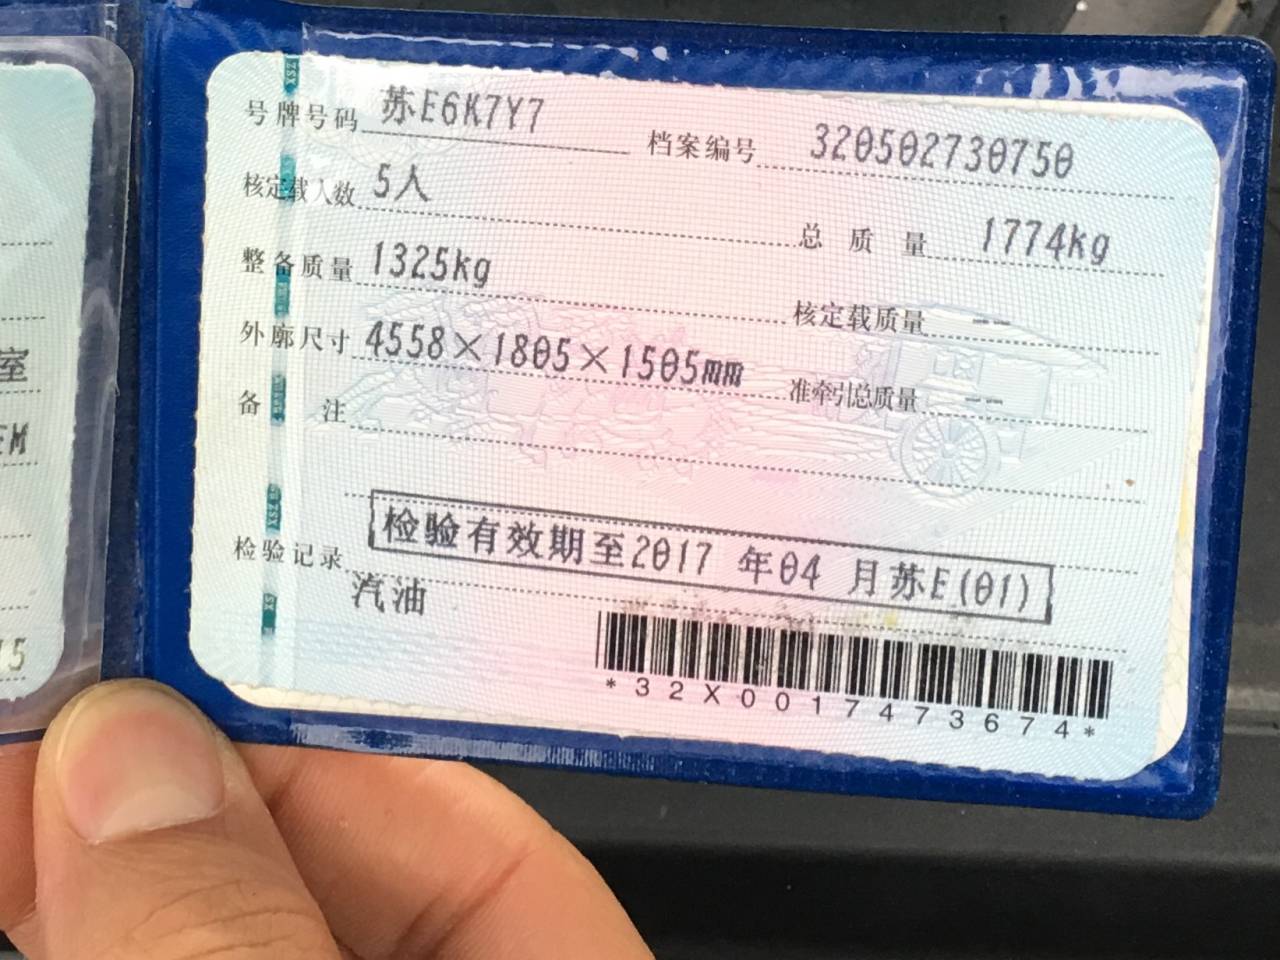 号牌号码 苏E6K7Y7 档案编号 320502730750
核定载人数 5人 总质量 1774kg
整备质量 1325kg 核定载质量 --
外廓尺寸 4558×1805×1505mm 准牵引总质量 --
备注
检验记录 检验有效期至2017 年04 月苏E(01)
汽油
*32X0017473674*
室
EM
15